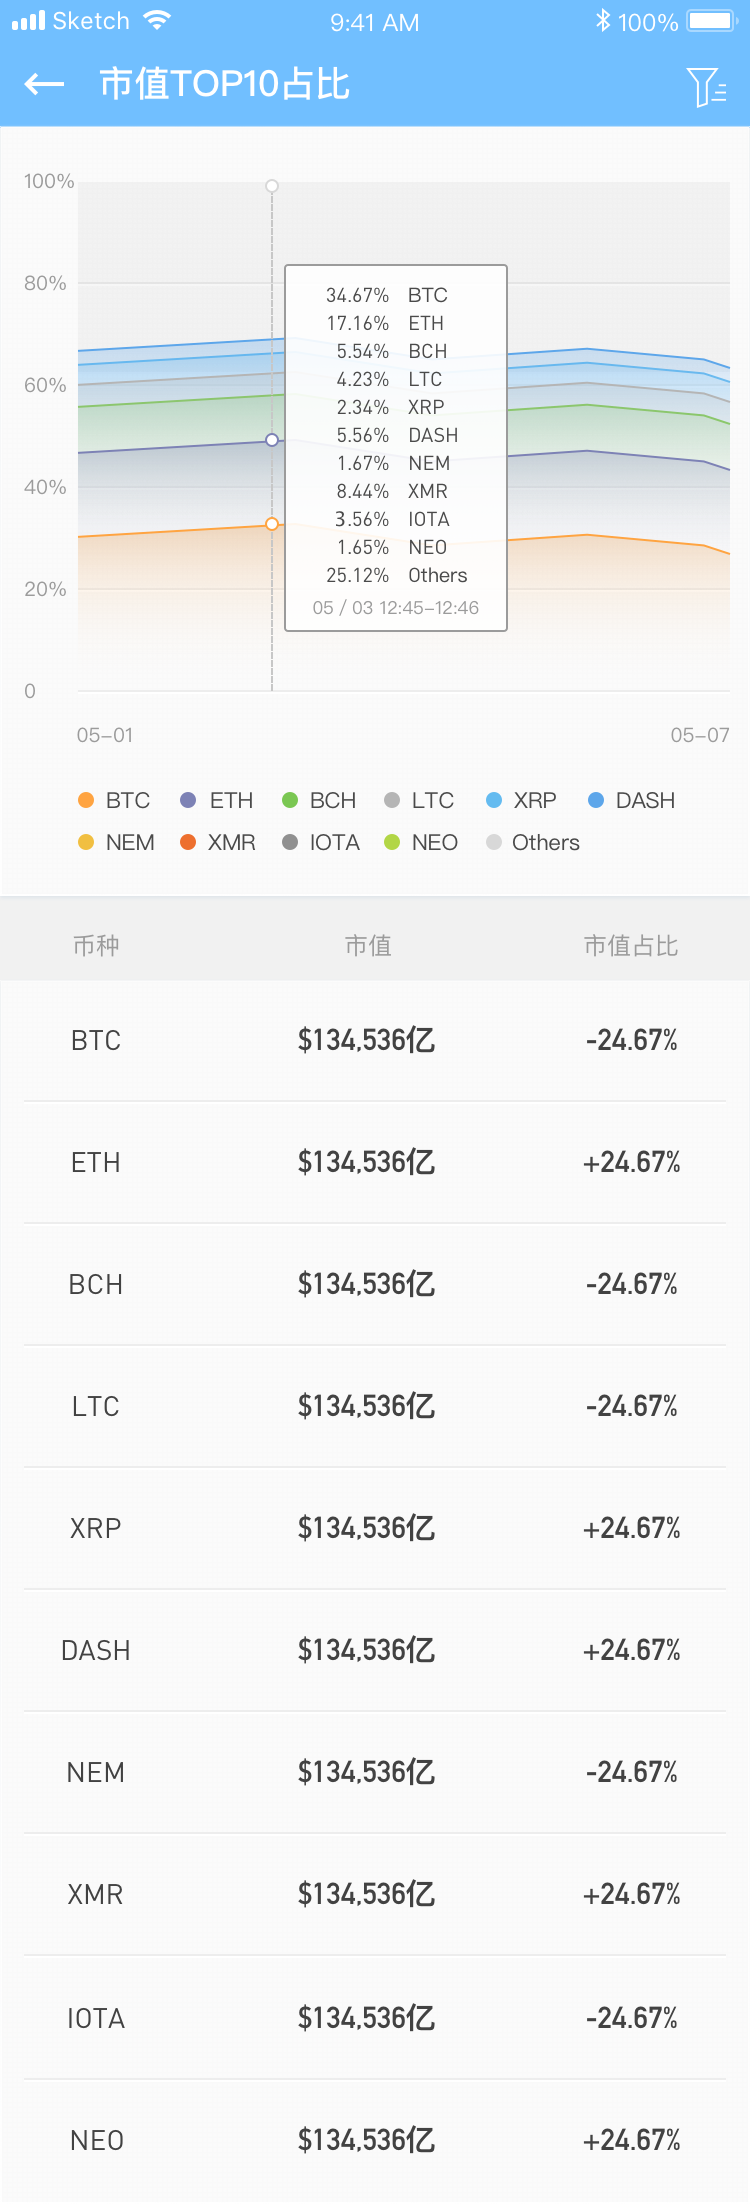 Sketch 9:41 AM 100%
市值TOP10占比
100%
80%
60%
40%
20%
0
34.67% BTC
17.16% ETH
5.54% BCH
4.23% LTC
2.34% XRP
5.56% DASH
1.67% NEM
8.44% XMR
3.56% IOTA
1.65% NEO
25.12% Others
05 / 03 12:45-12:46
05-01 05-07
BTC ETH BCH LTC XRP DASH
NEM XMR IOTA NEO Others
币种 市值 市值占比
BTC $134,536亿 -24.67%
ETH $134,536亿 +24.67%
BCH $134,536亿 -24.67%
LTC $134,536亿 -24.67%
XRP $134,536亿 +24.67%
DASH $134,536亿 +24.67%
NEM $134,536亿 -24.67%
XMR $134,536亿 +24.67%
IOTA $134,536亿 -24.67%
NEO $134,536亿 +24.67%